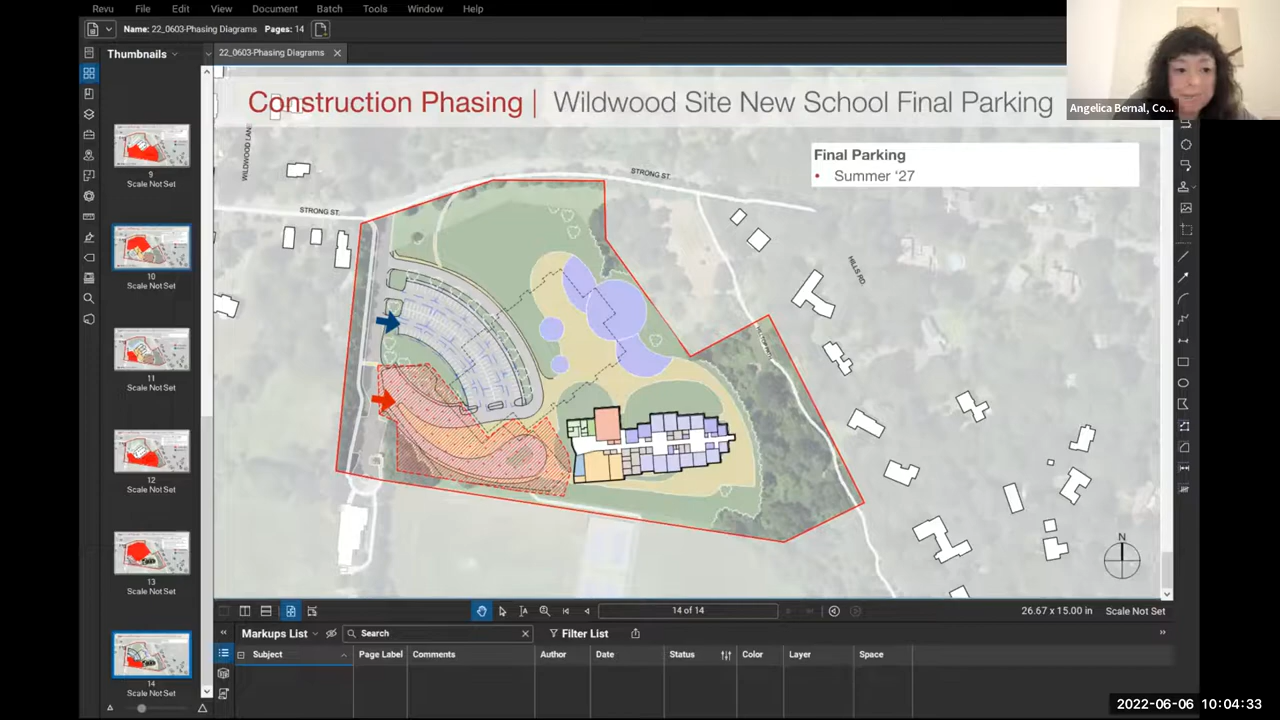 Revu File Edit View Document Batch Tools Window Help
Name: 22_0603-Phasing Diagrams Pages: 14
Thumbnails
22_0603-Phasing Diagrams
Construction Phasing | Wildwood Site New School Final Parking
Angelica Bernal, Co...
Final Parking
• Summer '27
WILDWOOD LANE
STRONG ST.
STRONG ST.
HILLS RD.
N
9
Scale Not Set
10
Scale Not Set
11
Scale Not Set
12
Scale Not Set
13
Scale Not Set
14
Scale Not Set
14 of 14
26.67 x 15.00 in Scale Not Set
Markups List Search Filter List
Subject Page Label Comments Author Date Status Color Layer Space
2022-06-06 10:04:33